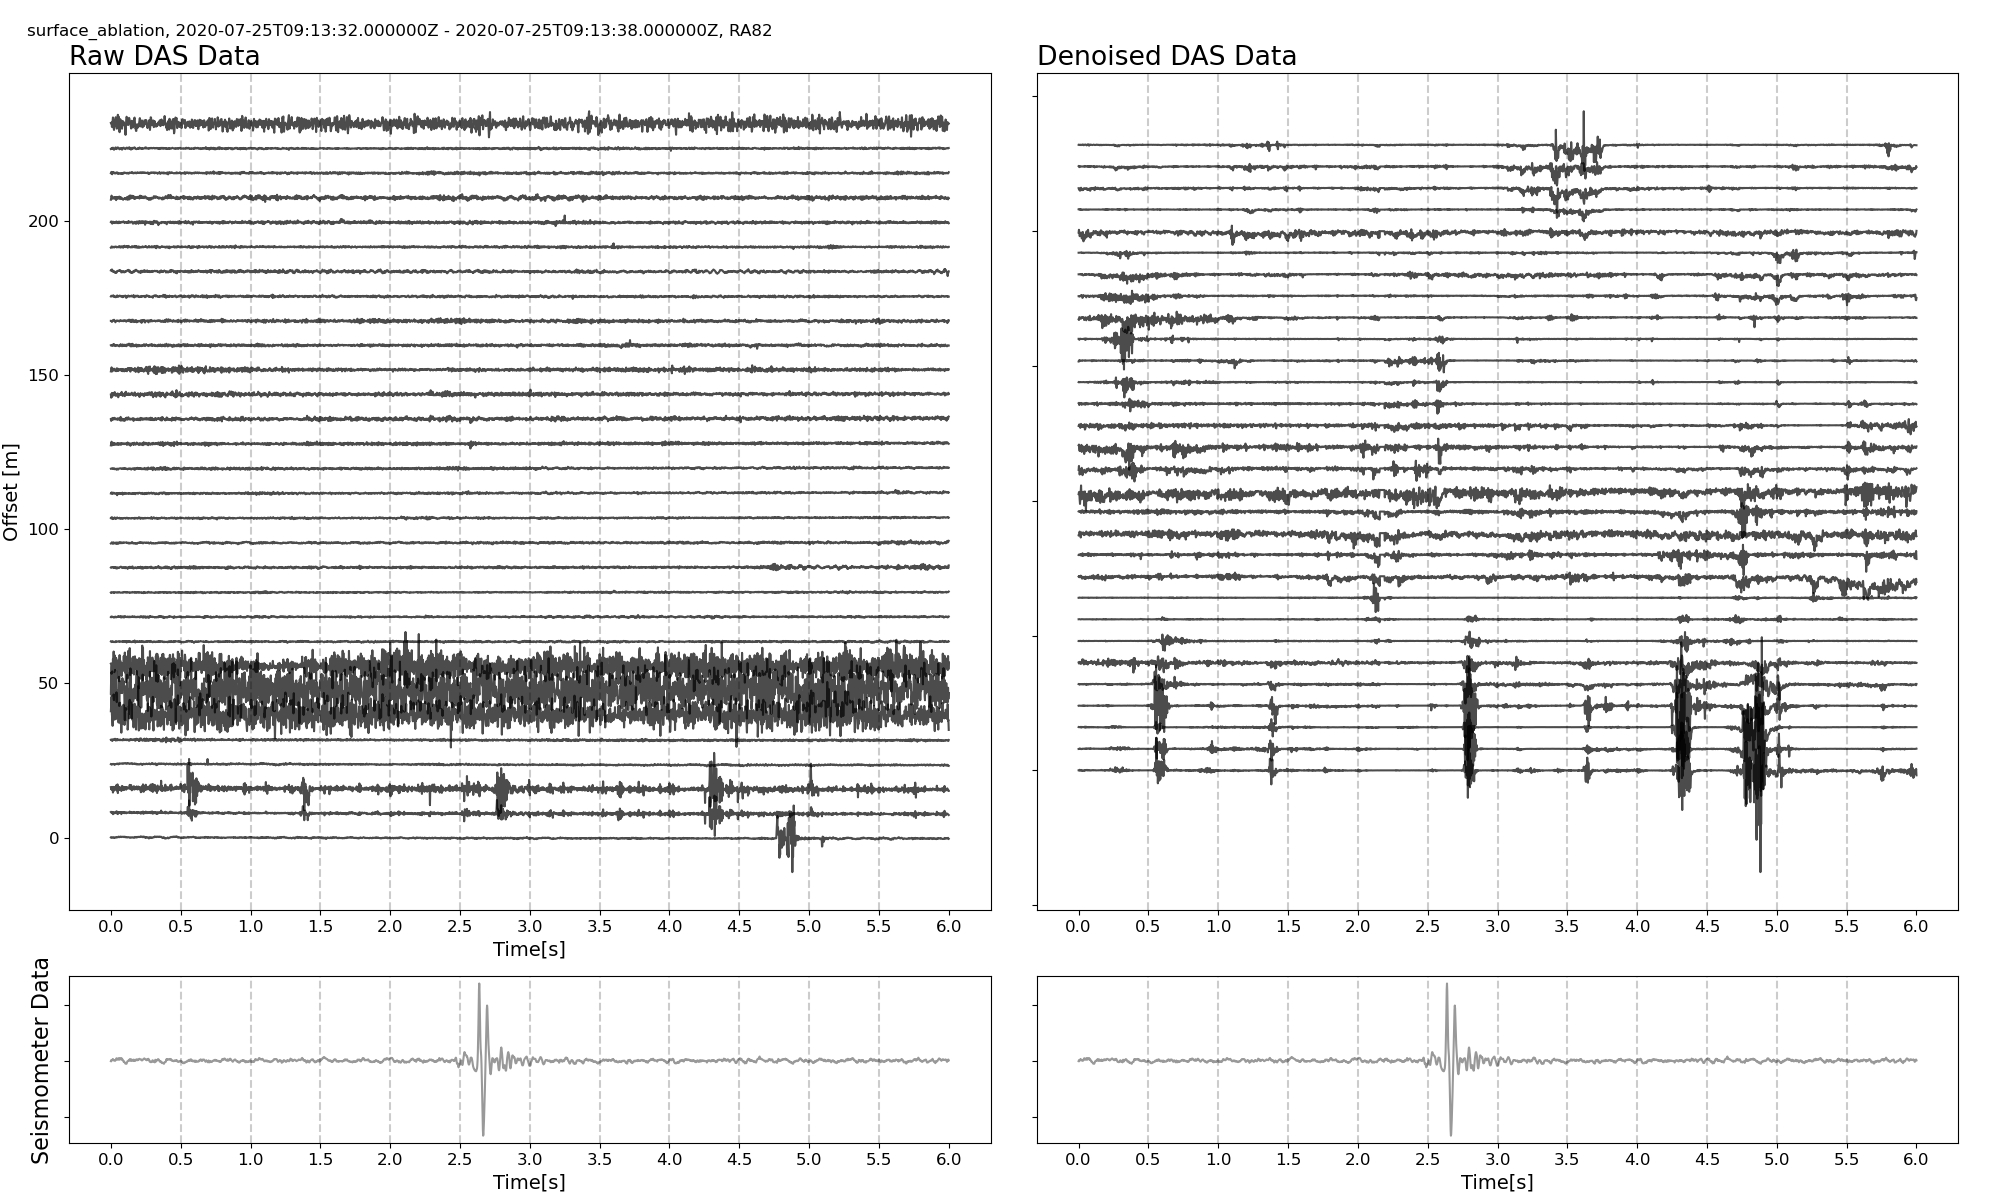 surface_ablation, 2020-07-25T09:13:32.000000Z - 2020-07-25T09:13:38.000000Z, RA82
Raw DAS Data
Denoised DAS Data
Offset [m]
200
150
100
50
0
0.0 0.5 1.0 1.5 2.0 2.5 3.0 3.5 4.0 4.5 5.0 5.5 6.0
Time[s]
0.0 0.5 1.0 1.5 2.0 2.5 3.0 3.5 4.0 4.5 5.0 5.5 6.0
Seismometer Data
0.0 0.5 1.0 1.5 2.0 2.5 3.0 3.5 4.0 4.5 5.0 5.5 6.0
Time[s]
0.0 0.5 1.0 1.5 2.0 2.5 3.0 3.5 4.0 4.5 5.0 5.5 6.0
Time[s]